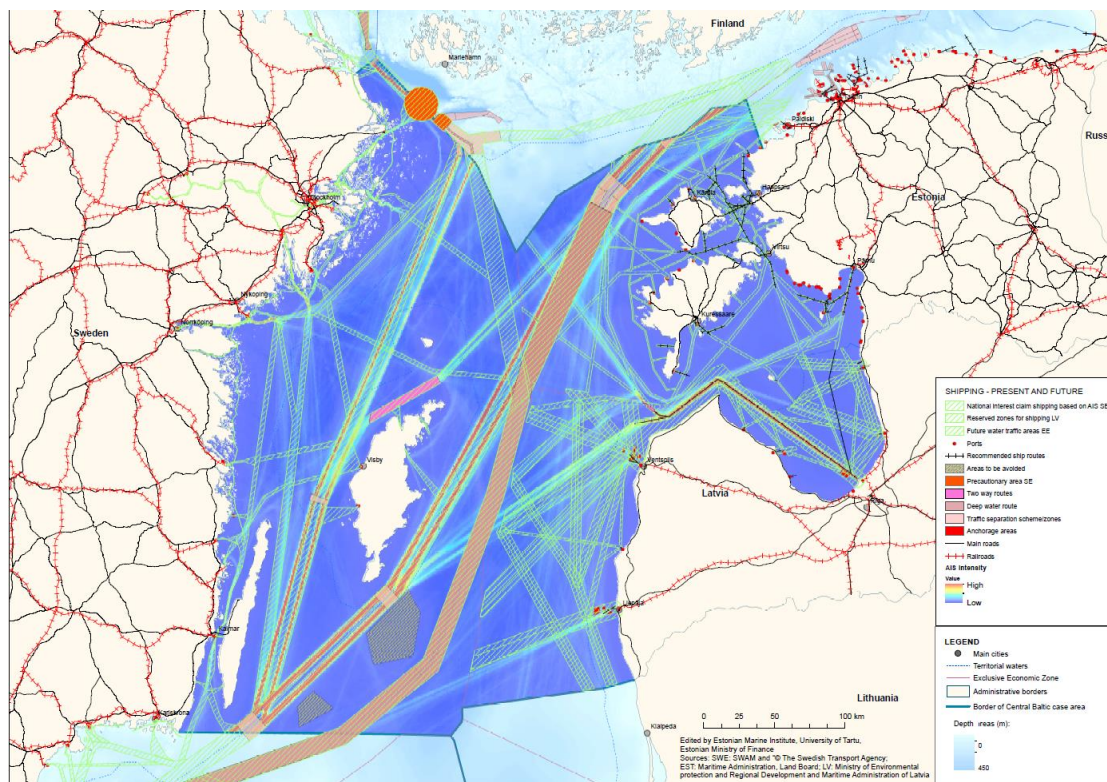 Finland
Mariehamn
Paldiski
Russ
Stockholm
Kärdla
Haapsalu
Estonia
Virtsu
Pärnu
Nyköping
Norrköping
Kuressaare
Sweden
Visby
Ventspils
Latvia
Riga
Liepaja
Kalmar
Karlskrona
Lithuania
Klaipeda
SHIPPING - PRESENT AND FUTURE
National interest claim shipping based on AIS SE
Reserved zones for shipping LV
Future water traffic areas EE
Ports
Recommended ship routes
Areas to be avoided
Precautionary area SE
Two way routes
Deep water route
Traffic separation scheme/zones
Anchorage areas
Main roads
Railroads
AIS Intensity
Value
High
Low
LEGEND
Main cities
Territorial waters
Exclusive Economic Zone
Administrative borders
Border of Central Baltic case area
Depth areas (m):
0
450
0 25 50 100 km
Edited by Estonian Marine Institute, University of Tartu,
Estonian Ministry of Finance
Sources: SWE: SWAM and "© The Swedish Transport Agency;
EST: Maritime Administration, Land Board; LV: Ministry of Environmental
protection and Regional Development and Maritime Administration of Latvia